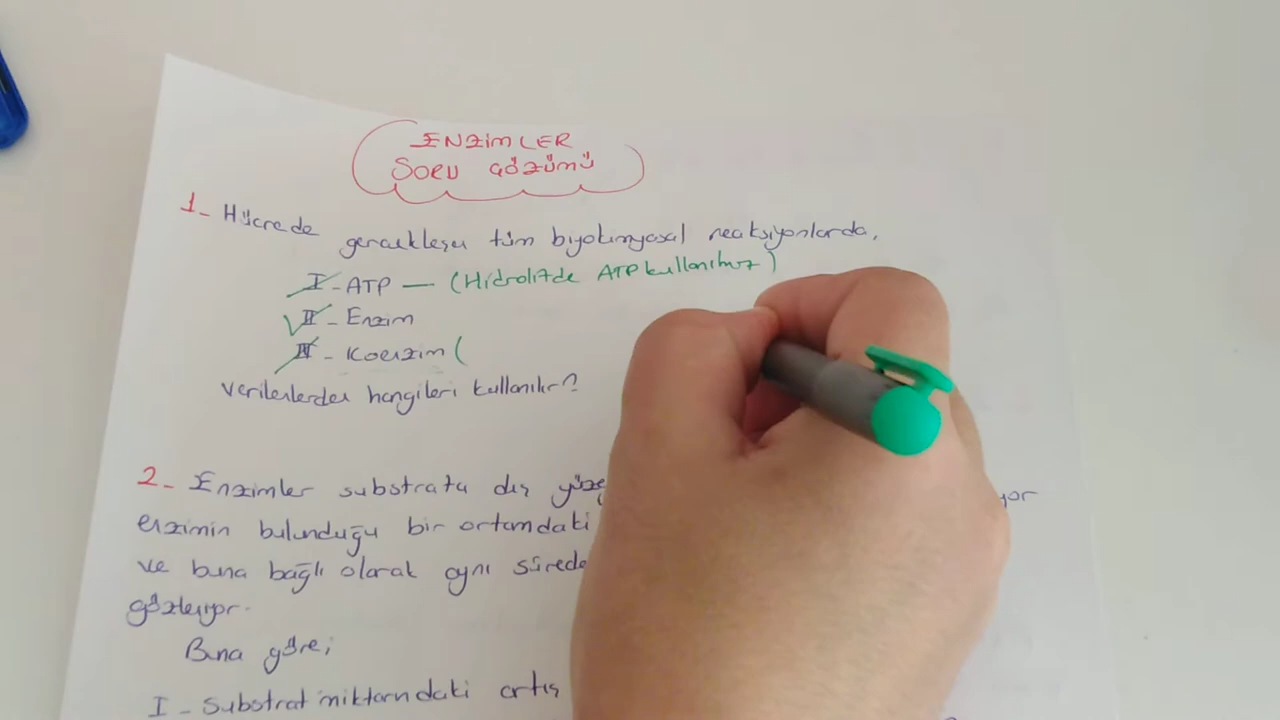 ENZİMLER
SORU ÇÖZÜMÜ
1- Hücrede gerçekleşen tüm biyokimyasal reaksiyonlarda,
I - ATP — (Hidrolizde ATP kullanılmaz)
II - Enzim
III - Koenzim (
verilenlerden hangileri kullanılır?
2- Enzimler substrata dış yüze
enzimin bulunduğu bir ortamdaki
ve buna bağlı olarak aynı sürede
gözleniyor.
Buna göre;
I - Substrat miktarındaki artış